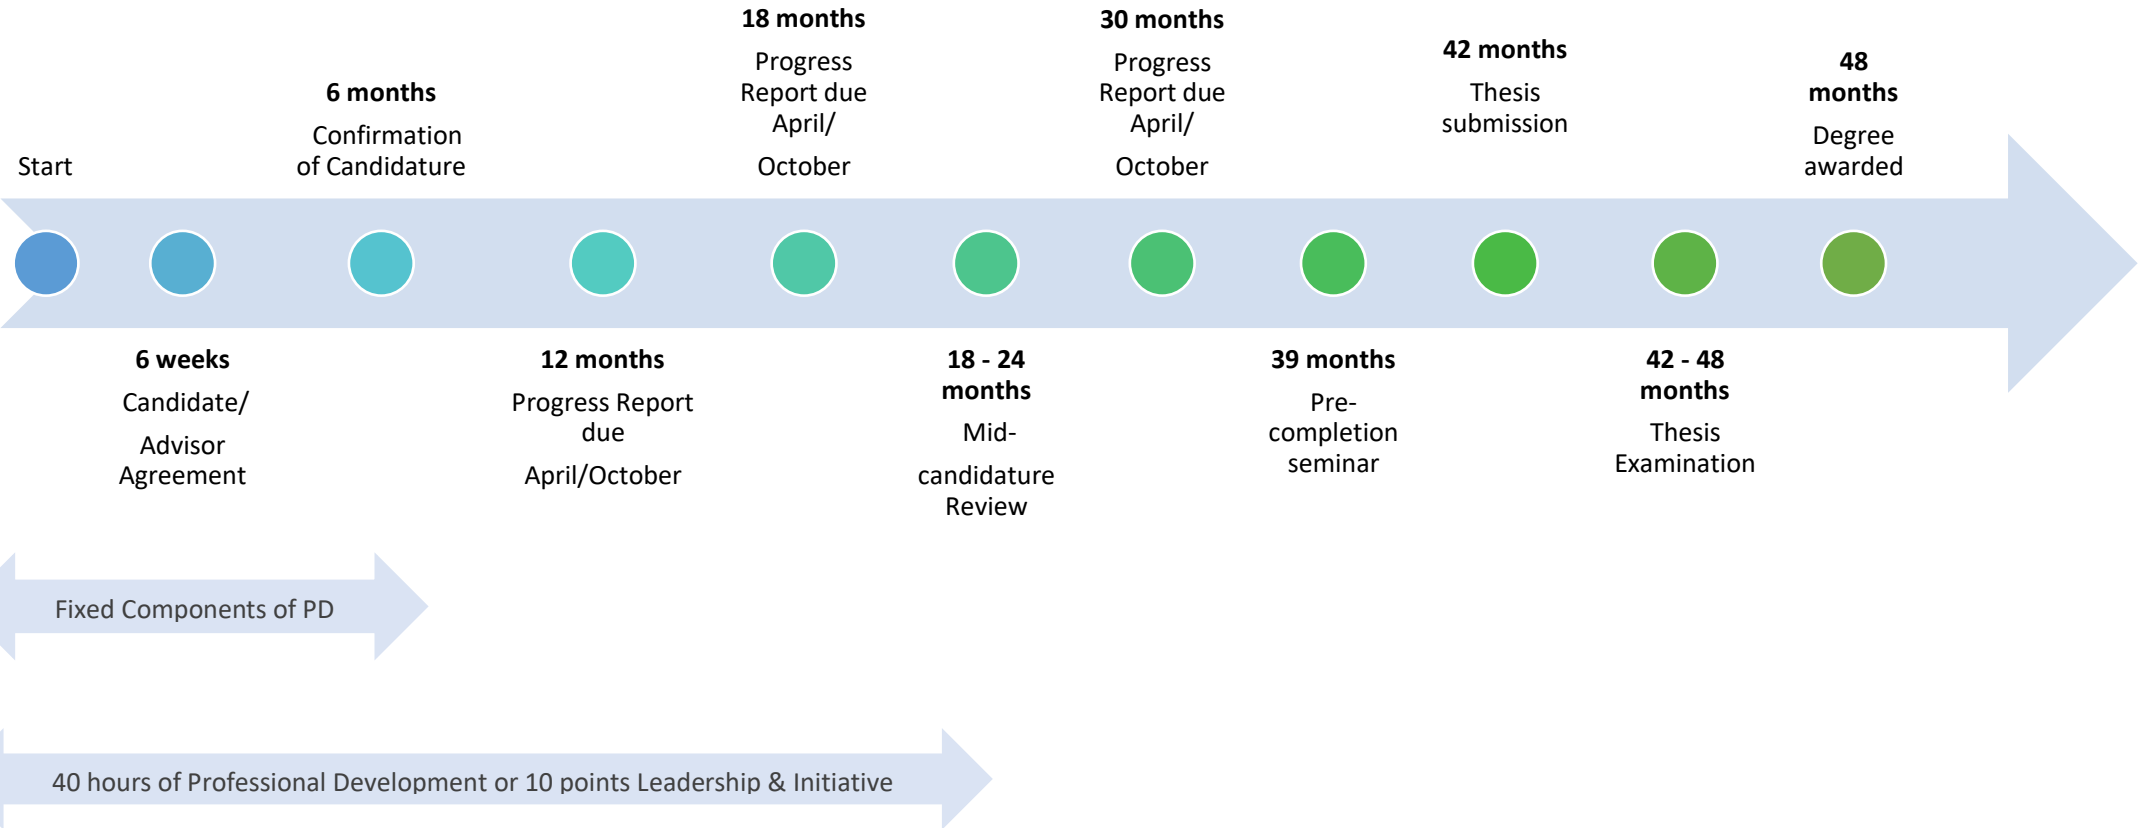 Start
6 months
Confirmation
of Candidature
18 months
Progress
Report due
April/
October
30 months
Progress
Report due
April/
October
42 months
Thesis
submission
48
months
Degree
awarded
6 weeks
Candidate/
Advisor
Agreement
12 months
Progress Report
due
April/October
18 - 24
months
Mid-
candidature
Review
39 months
Pre-
completion
seminar
42 - 48
months
Thesis
Examination
Fixed Components of PD
40 hours of Professional Development or 10 points Leadership & Initiative